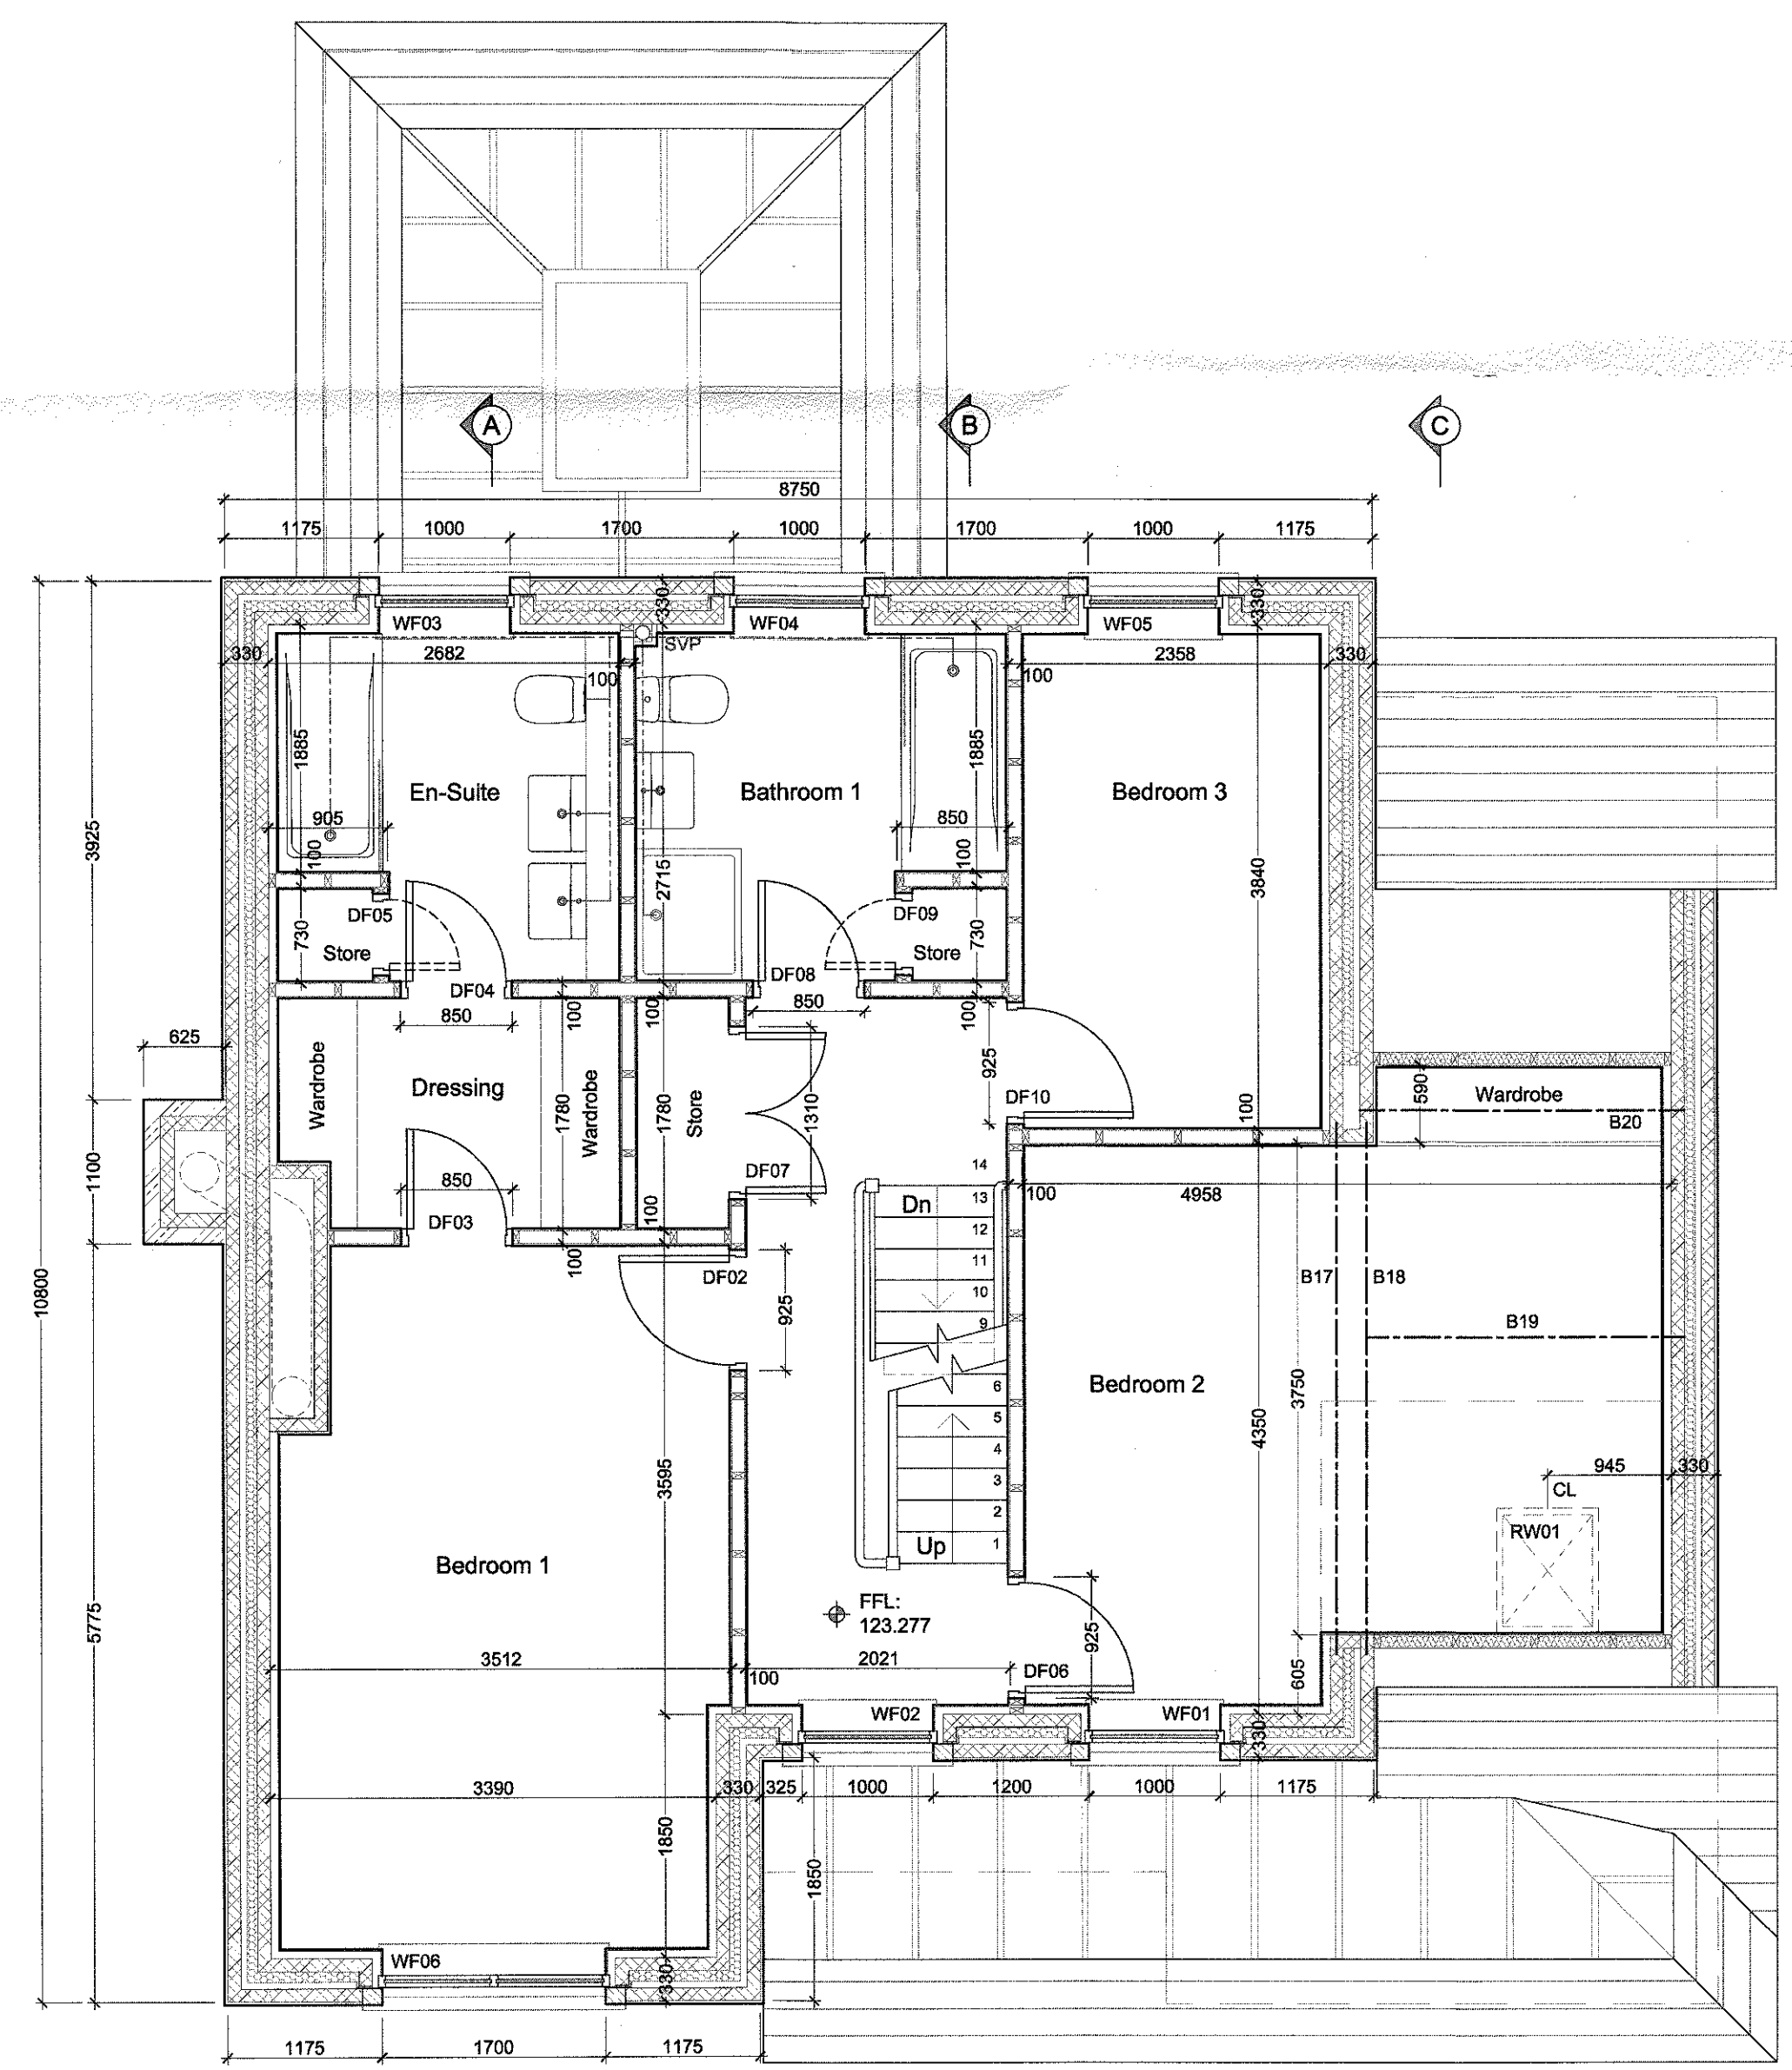 A
B
C
8750
1175 1000 1700 1000 1700 1000 1175
WF03 330 WF04 WF05 330
SVP
330 2682 100 100 2358 330
1885 1885
En-Suite Bathroom 1 Bedroom 3
905 850
100 2715 100 3840
3925
DF05 DF09
730 Store Store 730
DF04 DF08
850 100 100 850 100
625 925
Wardrobe Dressing 1780 Wardrobe 1780 Store 1310 DF10 100 590 Wardrobe
B20
1100
850 DF07 14
Dn 13 100 4958
DF03 100 12
100 DF02 11
10800 925 10 B17 B18
9 B19
6
Bedroom 2 3750
5
4 4350
3595 3
945 330
CL
2 RW01
Bedroom 1 Up 1
FFL:
123.277
5775 925
3512 100 2021 DF06 605
WF02 WF01 330
3390 330 325 1000 1200 1000 1175
1850 1850
WF06 330
1175 1700 1175